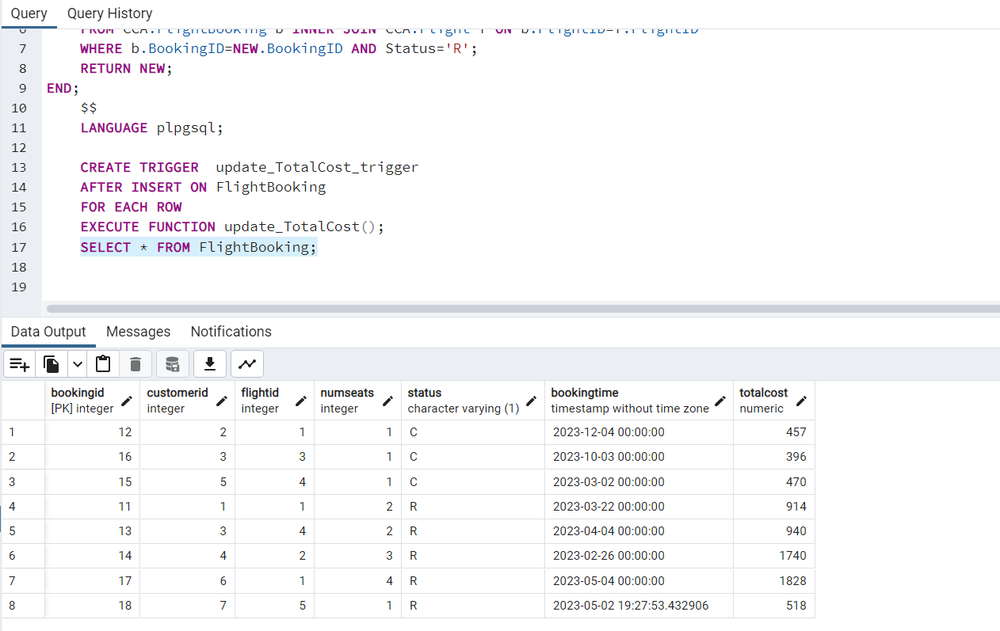 Query Query History
6 FROM CCA.FlightBooking b INNER JOIN CCA.Flight f ON b.FlightID=f.FlightID
7 WHERE b.BookingID=NEW.BookingID AND Status='R';
8 RETURN NEW;
9 END;
10 $$
11 LANGUAGE plpgsql;
12
13 CREATE TRIGGER update_TotalCost_trigger
14 AFTER INSERT ON FlightBooking
15 FOR EACH ROW
16 EXECUTE FUNCTION update_TotalCost();
17 SELECT * FROM FlightBooking;
18
19
Data Output Messages Notifications
bookingid customerid flightid numseats status bookingtime totalcost
[PK] integer integer integer integer character varying (1) timestamp without time zone numeric
1 12 2 1 1 C 2023-12-04 00:00:00 457
2 16 3 3 1 C 2023-10-03 00:00:00 396
3 15 5 4 1 C 2023-03-02 00:00:00 470
4 11 1 1 2 R 2023-03-22 00:00:00 914
5 13 3 4 2 R 2023-04-04 00:00:00 940
6 14 4 2 3 R 2023-02-26 00:00:00 1740
7 17 6 1 4 R 2023-05-04 00:00:00 1828
8 18 7 5 1 R 2023-05-02 19:27:53.432906 518